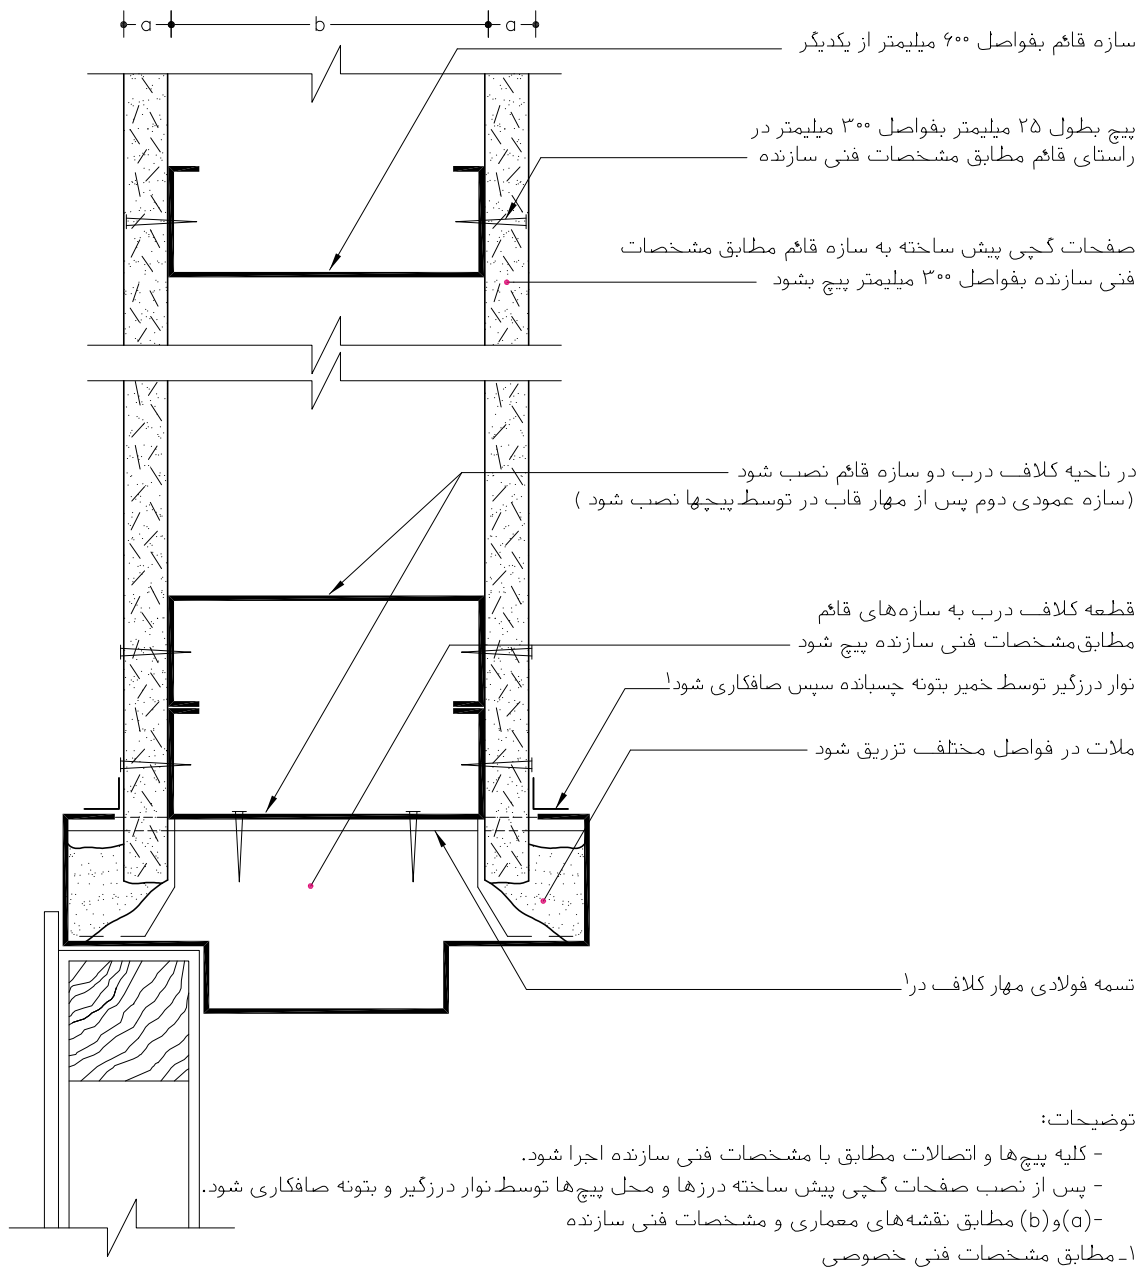 a b a
سازه قائم بفواصل ۶۰۰ میلیمتر از یکدیگر
پیچ بطول ۲۵ میلیمتر بفواصل ۳۰۰ میلیمتر در
راستای قائم مطابق مشخصات فنی سازنده
صفحات گچی پیش ساخته به سازه قائم مطابق مشخصات
فنی سازنده بفواصل ۳۰۰ میلیمتر پیچ بشود
در ناحیه کلاف درب دو سازه قائم نصب شود
(سازه عمودی دوم پس از مهار قاب در توسط پیچها نصب شود )
قطعه کلاف درب به سازه‌های قائم
مطابق مشخصات فنی سازنده پیچ شود
نوار درزگیر توسط خمیر بتونه چسبانده سپس صافکاری شود۱
ملات در فواصل مختلف تزریق شود
تسمه فولادی مهار کلاف در۱
توضیحات:
- کلیه پیچ‌ها و اتصالات مطابق با مشخصات فنی سازنده اجرا شود.
- پس از نصب صفحات گچی پیش ساخته درزها و محل پیچ‌ها توسط نوار درزگیر و بتونه صافکاری شود.
-(a)و(b) مطابق نقشه‌های معماری و مشخصات فنی سازنده
۱ـ مطابق مشخصات فنی خصوصی